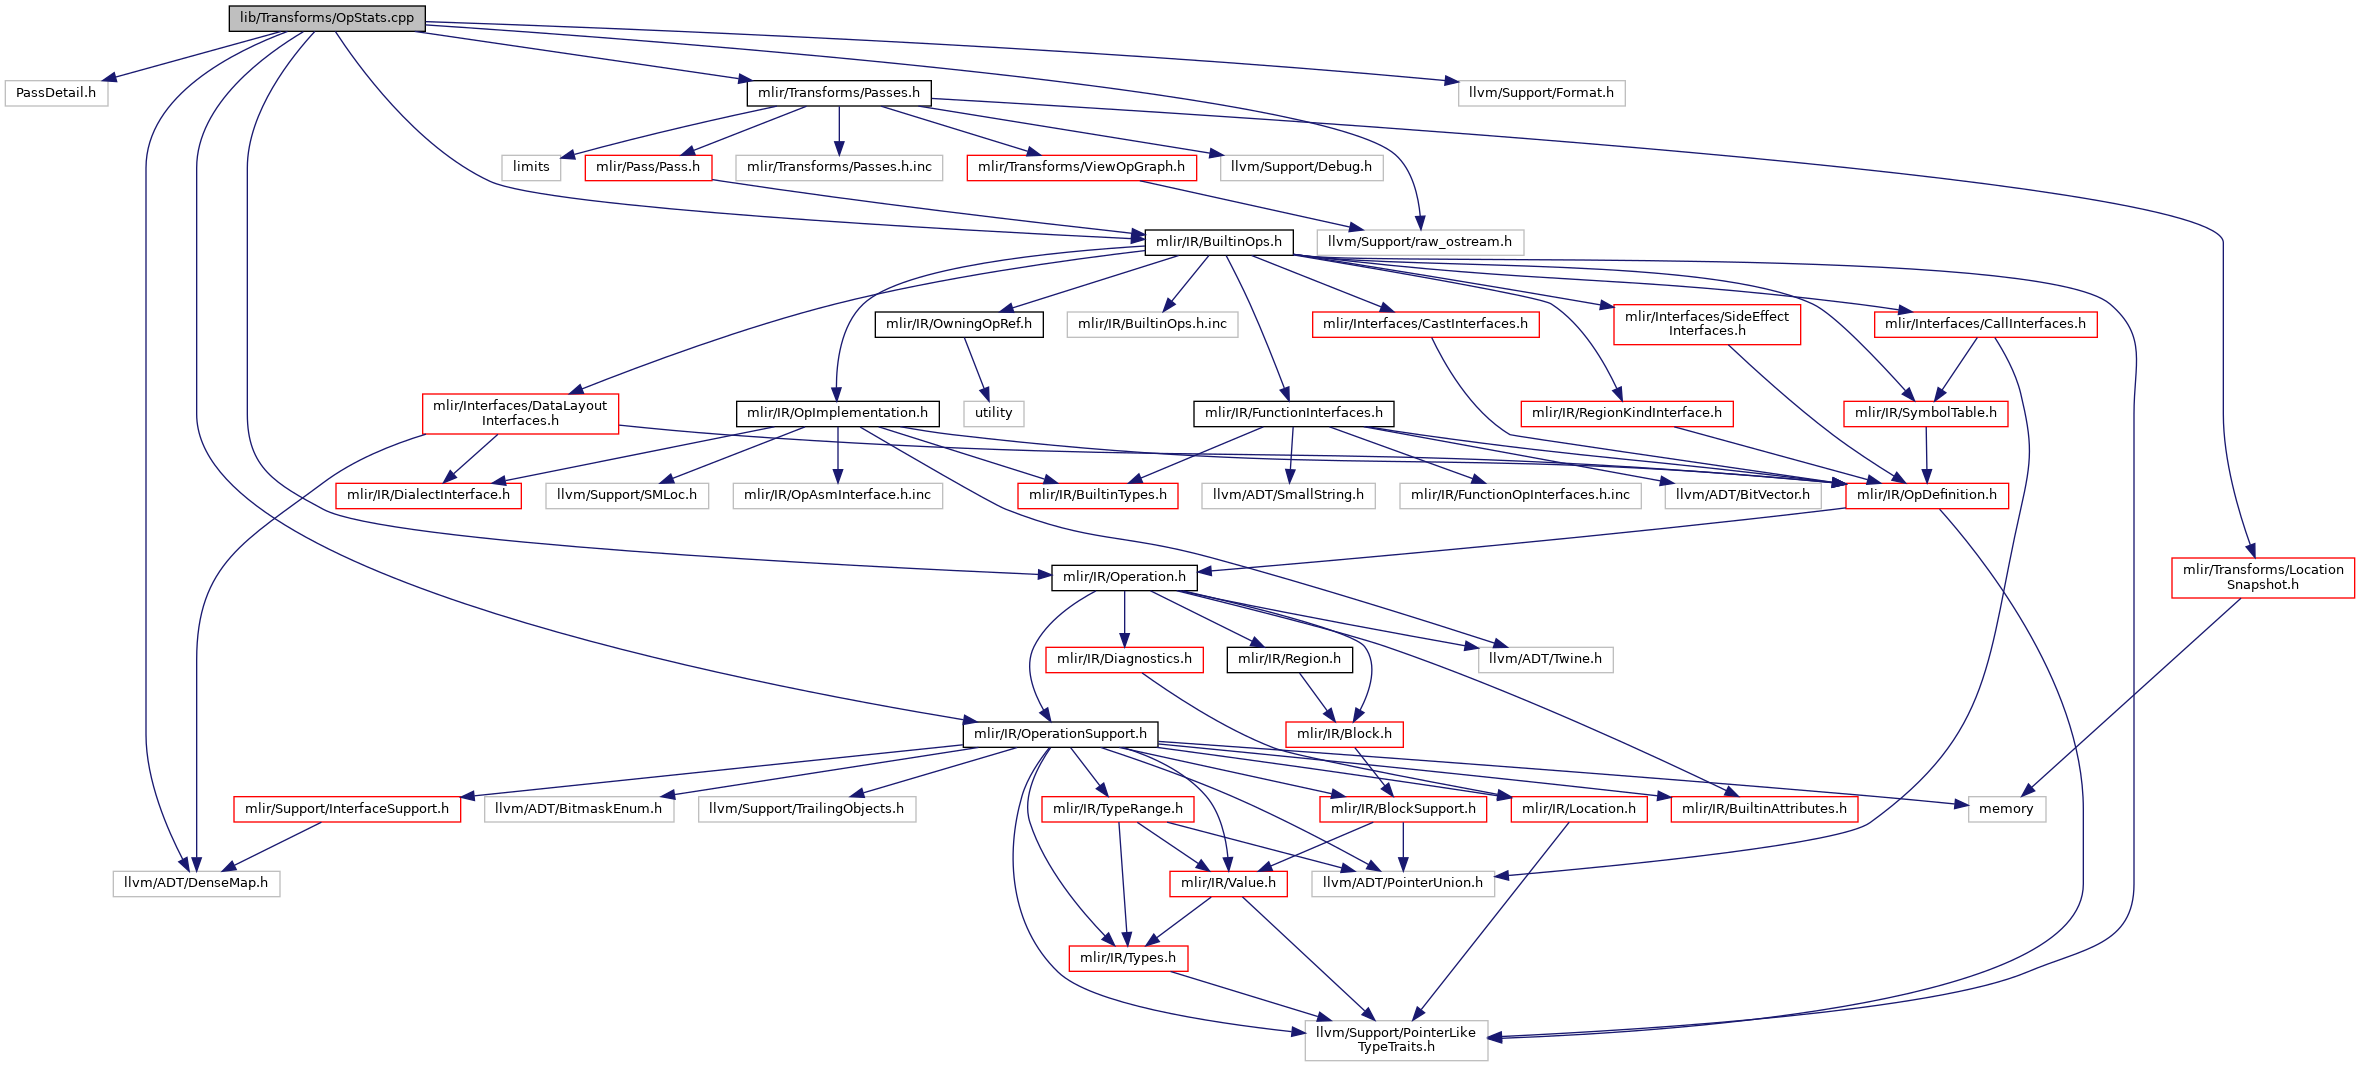 lib/Transforms/OpStats.cpp
PassDetail.h
mlir/Transforms/Passes.h
llvm/Support/Format.h
limits
mlir/Pass/Pass.h
mlir/Transforms/Passes.h.inc
mlir/Transforms/ViewOpGraph.h
llvm/Support/Debug.h
mlir/IR/BuiltinOps.h
llvm/Support/raw_ostream.h
mlir/IR/OwningOpRef.h
mlir/IR/BuiltinOps.h.inc
mlir/Interfaces/CastInterfaces.h
mlir/Interfaces/SideEffect
Interfaces.h
mlir/Interfaces/CallInterfaces.h
mlir/Interfaces/DataLayout
Interfaces.h
mlir/IR/OpImplementation.h
utility
mlir/IR/FunctionInterfaces.h
mlir/IR/RegionKindInterface.h
mlir/IR/SymbolTable.h
mlir/IR/DialectInterface.h
llvm/Support/SMLoc.h
mlir/IR/OpAsmInterface.h.inc
mlir/IR/BuiltinTypes.h
llvm/ADT/SmallString.h
mlir/IR/FunctionOpInterfaces.h.inc
llvm/ADT/BitVector.h
mlir/IR/OpDefinition.h
mlir/IR/Operation.h
mlir/Transforms/Location
Snapshot.h
mlir/IR/Diagnostics.h
mlir/IR/Region.h
llvm/ADT/Twine.h
mlir/IR/OperationSupport.h
mlir/IR/Block.h
mlir/Support/InterfaceSupport.h
llvm/ADT/BitmaskEnum.h
llvm/Support/TrailingObjects.h
mlir/IR/TypeRange.h
mlir/IR/BlockSupport.h
mlir/IR/Location.h
mlir/IR/BuiltinAttributes.h
memory
llvm/ADT/DenseMap.h
mlir/IR/Value.h
llvm/ADT/PointerUnion.h
mlir/IR/Types.h
llvm/Support/PointerLike
TypeTraits.h